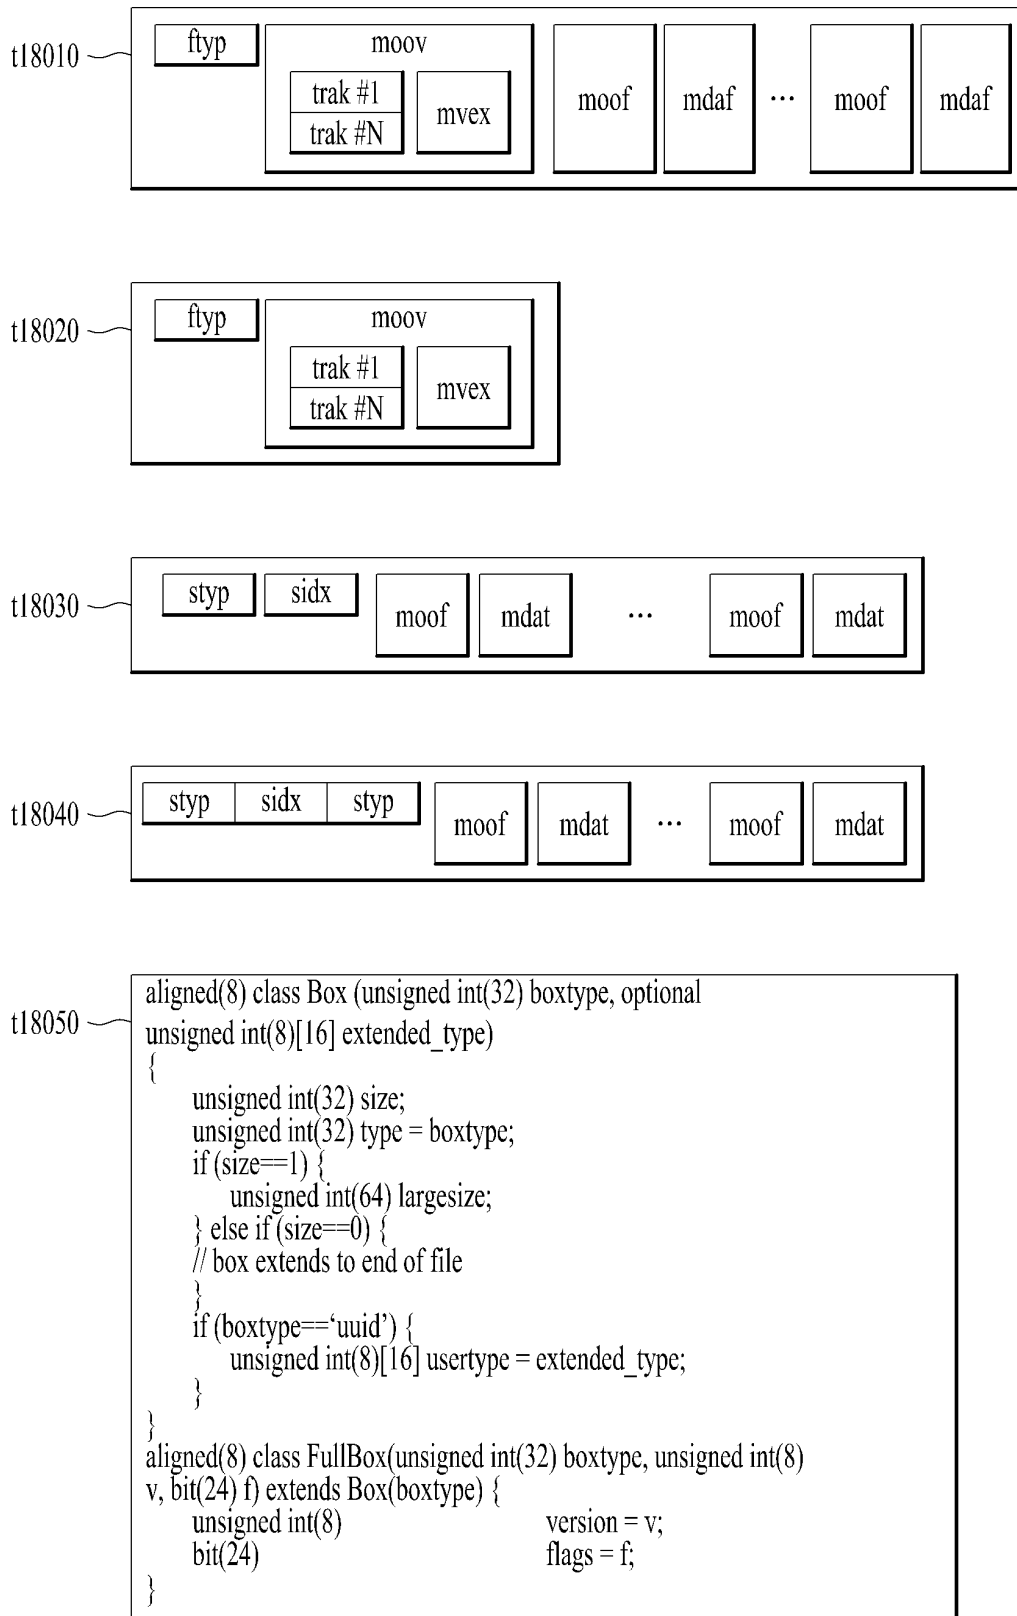 t18010
ftyp
moov
trak #1
trak #N
mvex
moof
mdaf
...
moof
mdaf
t18020
ftyp
moov
trak #1
trak #N
mvex
t18030
styp
sidx
moof
mdat
...
moof
mdat
t18040
styp
sidx
styp
moof
mdat
...
moof
mdat
t18050
aligned(8) class Box (unsigned int(32) boxtype, optional
unsigned int(8)[16] extended_type)
{
unsigned int(32) size;
unsigned int(32) type = boxtype;
if (size==1) {
unsigned int(64) largesize;
} else if (size==0) {
// box extends to end of file
}
if (boxtype==‘uuid’) {
unsigned int(8)[16] usertype = extended_type;
}
}
aligned(8) class FullBox(unsigned int(32) boxtype, unsigned int(8)
v, bit(24) f) extends Box(boxtype) {
unsigned int(8) version = v;
bit(24) flags = f;
}